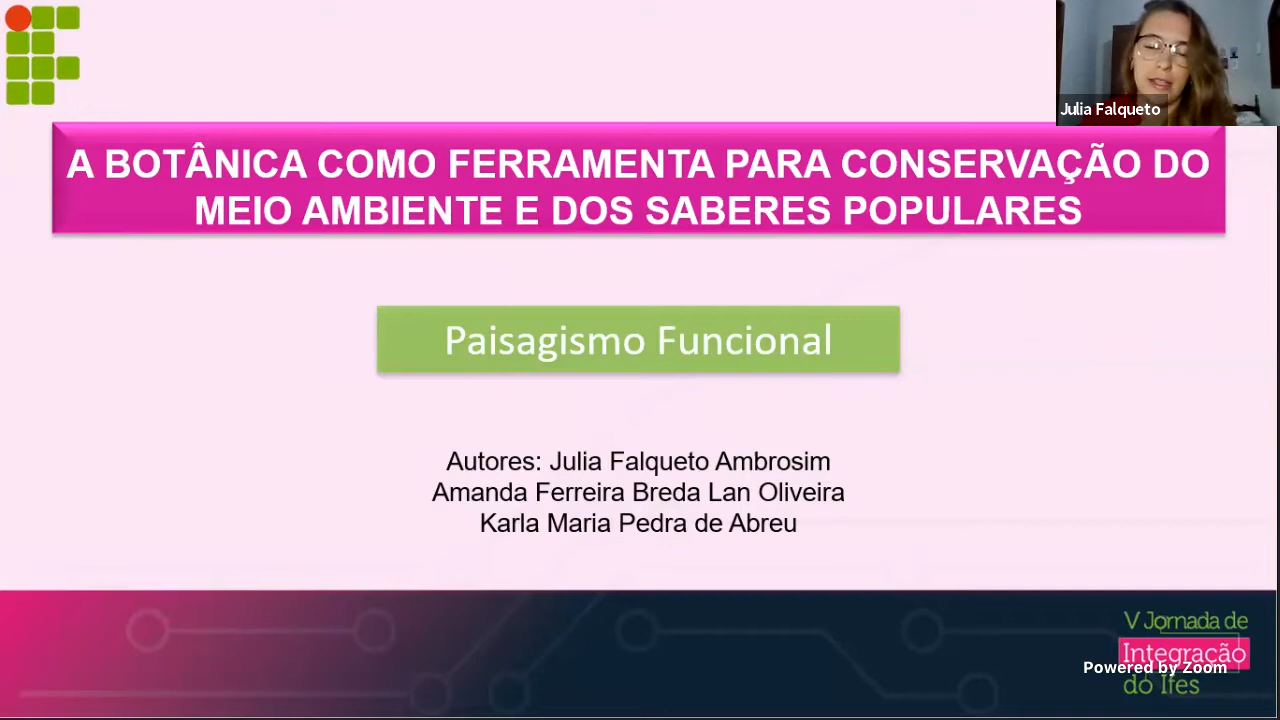 Julia Falqueto
A BOTÂNICA COMO FERRAMENTA PARA CONSERVAÇÃO DO
MEIO AMBIENTE E DOS SABERES POPULARES
Paisagismo Funcional
Autores: Julia Falqueto Ambrosim
Amanda Ferreira Breda Lan Oliveira
Karla Maria Pedra de Abreu
V Jornada de
Integração
Powered by Zoom
do Ifes